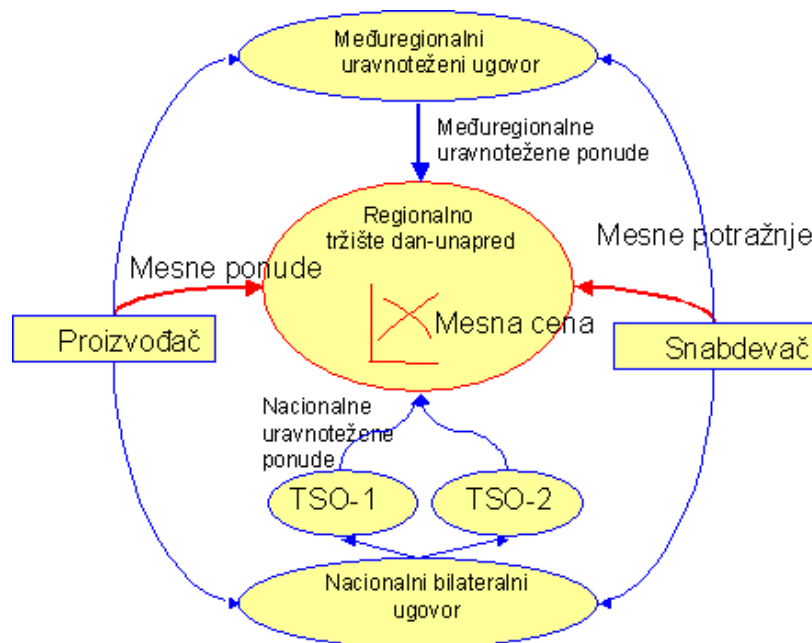 Međuregionalni
uravnoteženi ugovor
Međuregionalne
uravnotežene ponude
Regionalno
tržište dan-unapred
Mesne potražnje
Mesne ponude
Mesna cena
Proizvođač
Snabdevač
Nacionalne
uravnotežene
ponude
TSO-1
TSO-2
Nacionalni bilateralni
ugovor